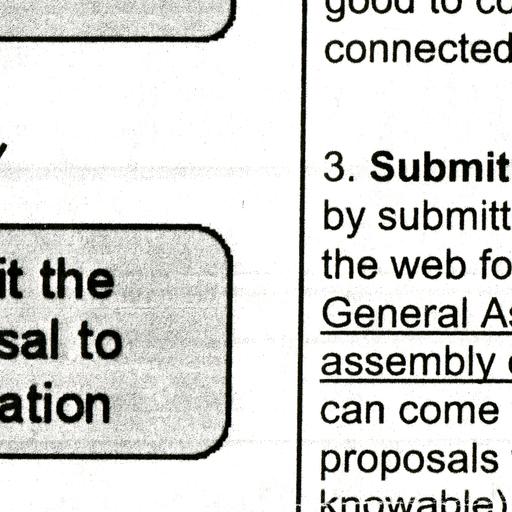 it the
sal to
ation
good to co
connected
3. Submit
by submitt
the web fo
General As
assembly
can come
proposals
knowable)